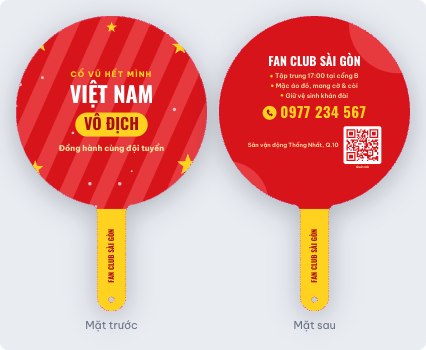 CỔ VŨ HẾT MÌNH
VIỆT NAM
VÔ ĐỊCH
Đồng hành cùng đội tuyển
FAN CLUB SÀI GÒN
Mặt trước
FAN CLUB SÀI GÒN
• Tập trung 17:00 tại cổng B
• Mặc áo đỏ, mang cờ & còi
• Giữ vệ sinh khán đài
0977 234 567
Sân vận động Thống Nhất, Q.10
FAN CLUB SÀI GÒN
Mặt sau